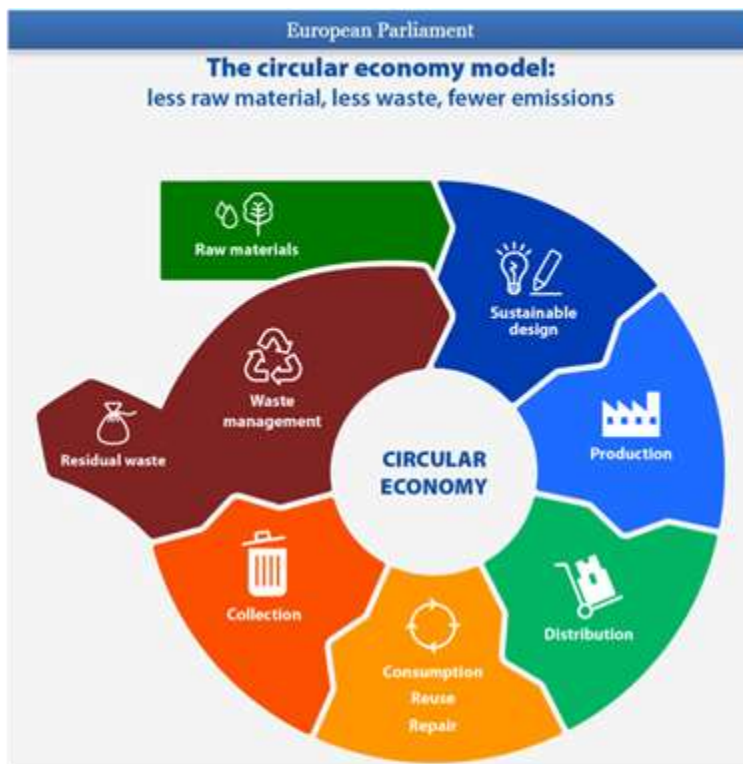 European Parliament
The circular economy model:
less raw material, less waste, fewer emissions
Raw materials
Sustainable
design
Production
Distribution
Consumption
Reuse
Repair
Collection
Waste
management
Residual waste
CIRCULAR
ECONOMY